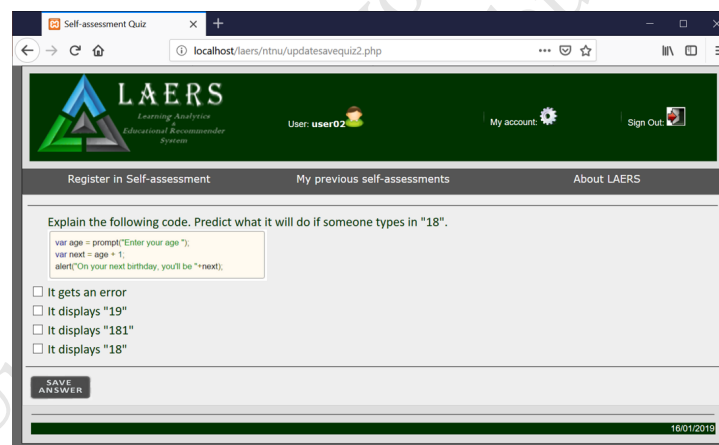 Self-assessment Quiz
localhost/laers/ntnu/updatesavequiz2.php
LAERS
Learning Analytics
&
Educational Recommender
System
User: user02
My account:
Sign Out:
Register in Self-assessment
My previous self-assessments
About LAERS
Explain the following code. Predict what it will do if someone types in "18".
var age = prompt("Enter your age ");
var next = age + 1;
alert("On your next birthday, you'll be "+next);
It gets an error
It displays "19"
It displays "181"
It displays "18"
SAVE
ANSWER
16/01/2019